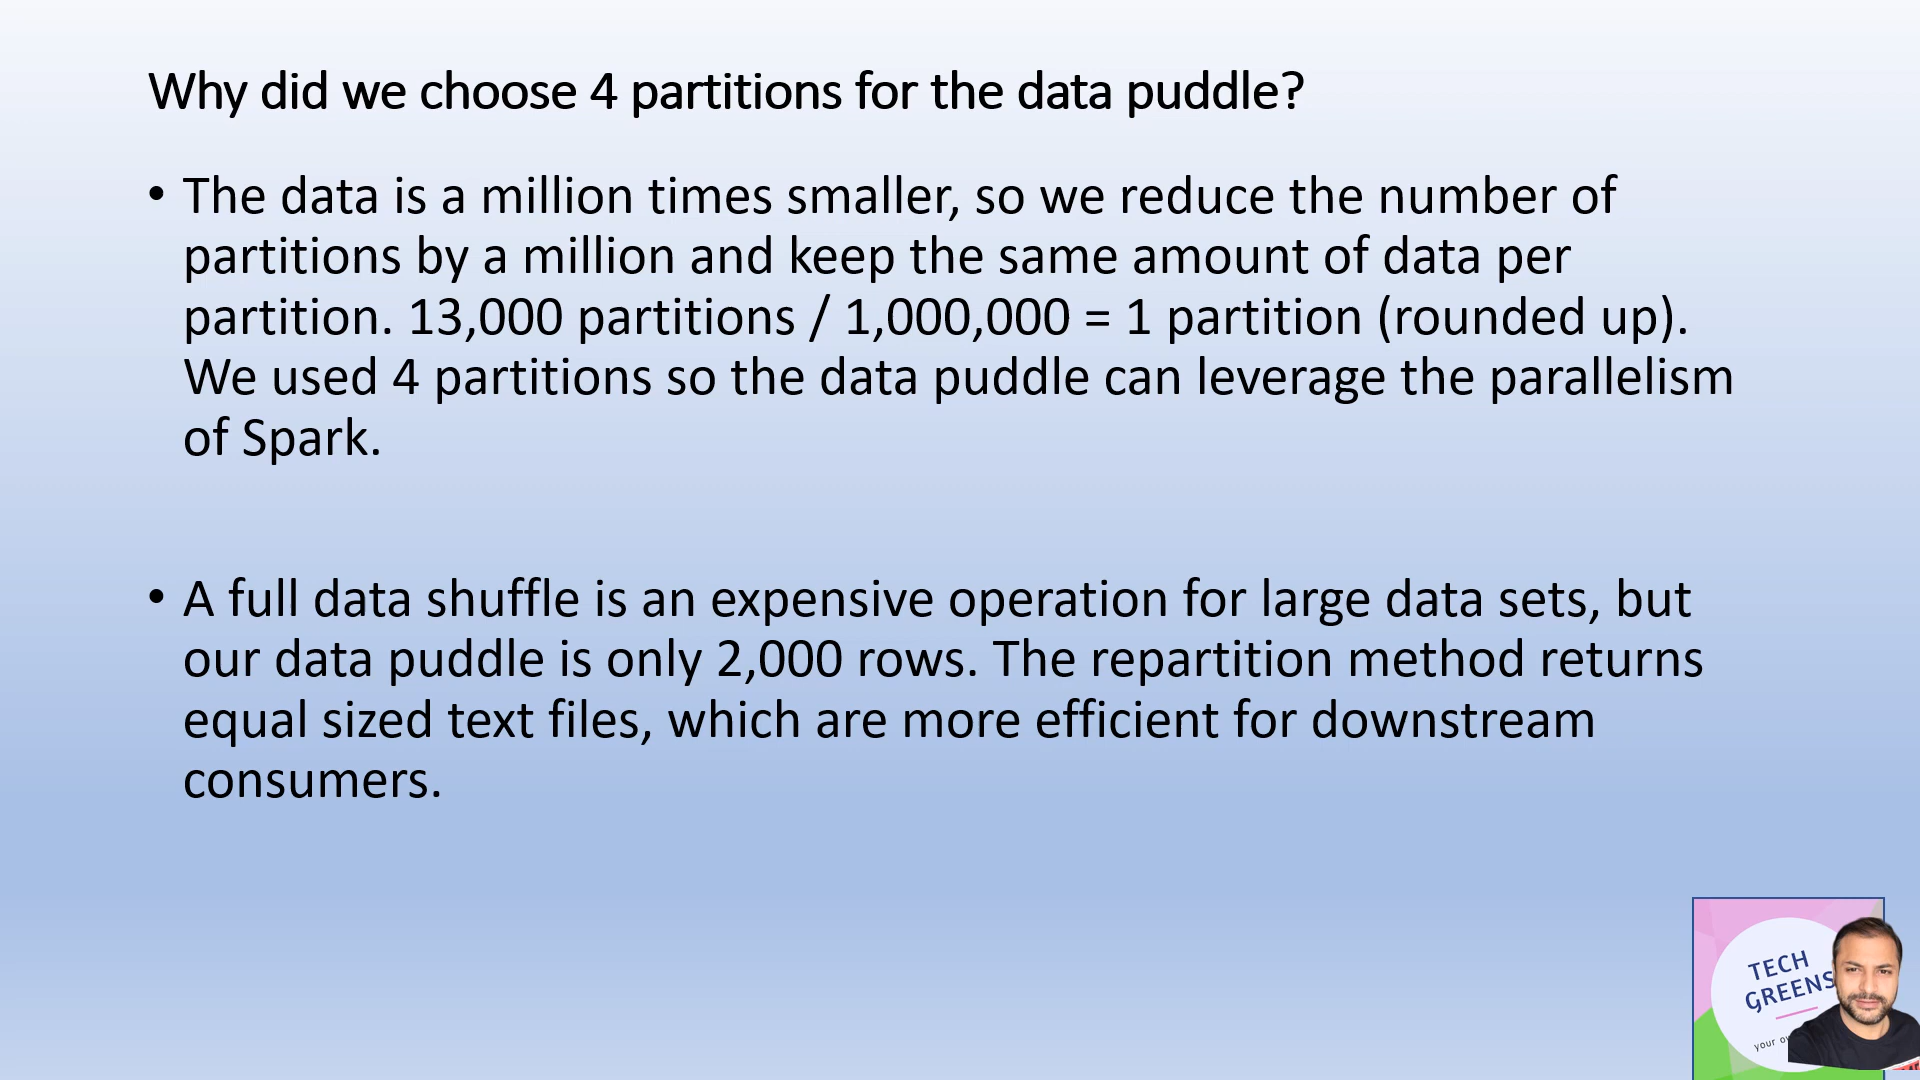 Why did we choose 4 partitions for the data puddle?
• The data is a million times smaller, so we reduce the number of
partitions by a million and keep the same amount of data per
partition. 13,000 partitions / 1,000,000 = 1 partition (rounded up).
We used 4 partitions so the data puddle can leverage the parallelism
of Spark.
• A full data shuffle is an expensive operation for large data sets, but
our data puddle is only 2,000 rows. The repartition method returns
equal sized text files, which are more efficient for downstream
consumers.
TECH
GREENS
your